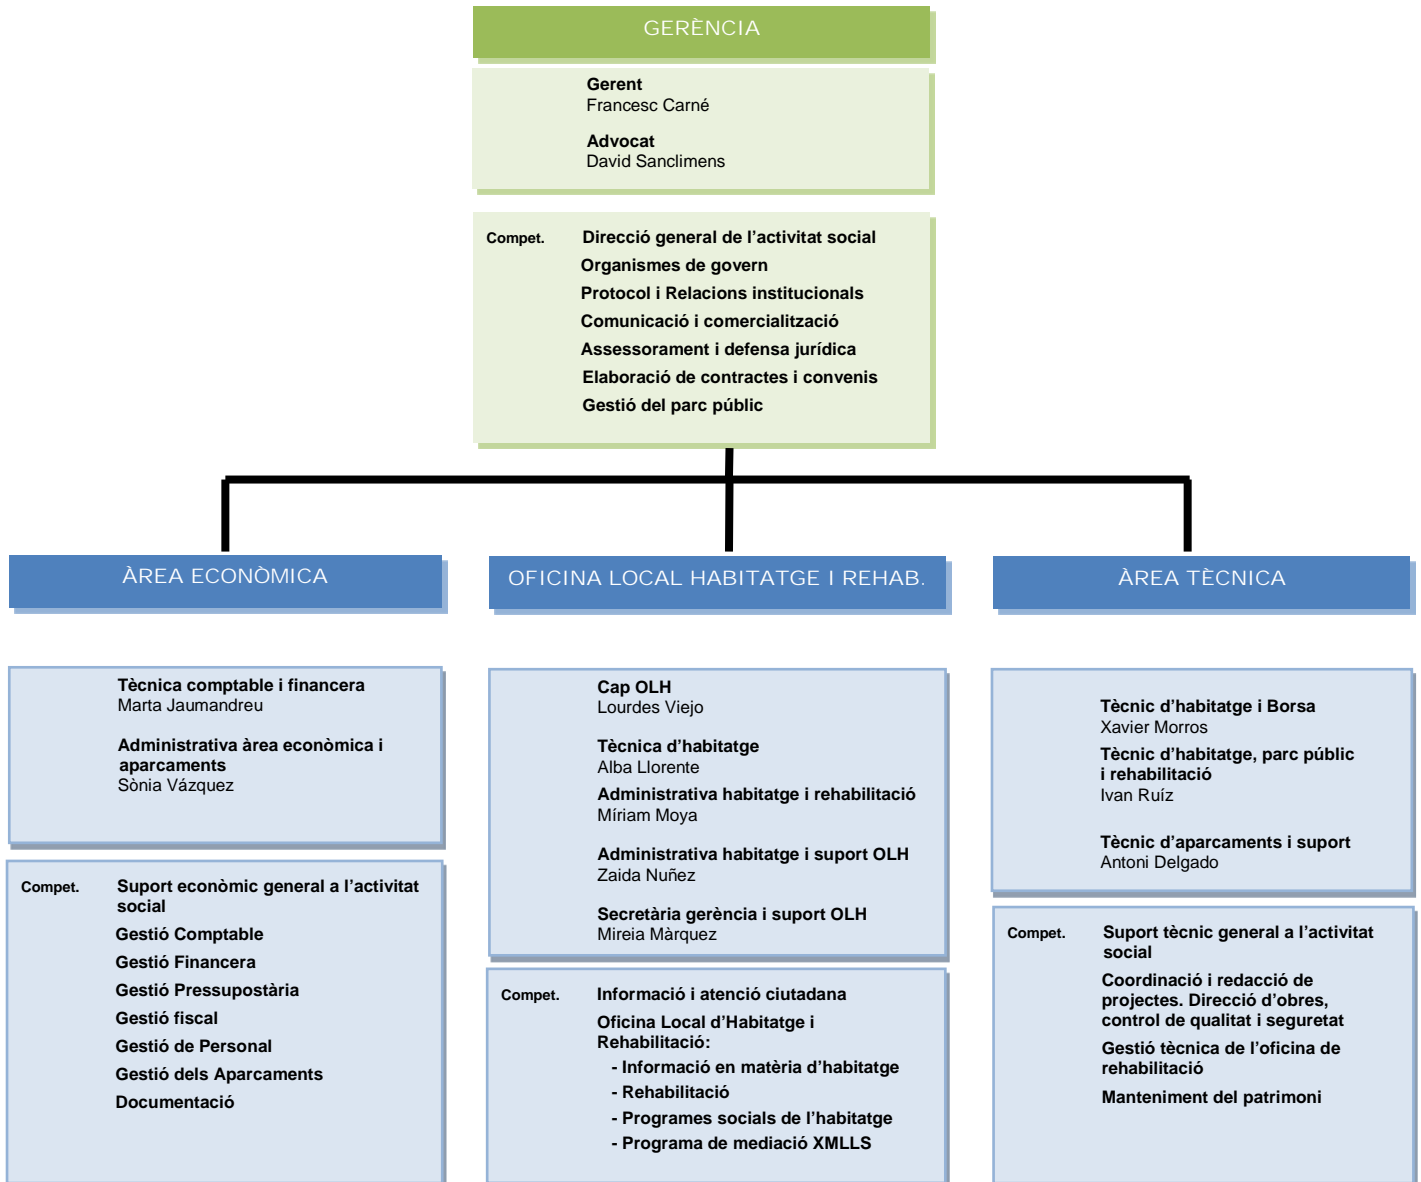 GERÈNCIA
Gerent
Francesc Carné
Advocat
David Sanclimens
Compet.
Direcció general de l'activitat social
Organismes de govern
Protocol i Relacions institucionals
Comunicació i comercialització
Assessorament i defensa jurídica
Elaboració de contractes i convenis
Gestió del parc públic
ÀREA ECONÒMICA
Tècnica comptable i financera
Marta Jaumandreu
Administrativa àrea econòmica i
aparcaments
Sònia Vázquez
Compet.
Suport econòmic general a l'activitat
social
Gestió Comptable
Gestió Financera
Gestió Pressupostària
Gestió fiscal
Gestió de Personal
Gestió dels Aparcaments
Documentació
OFICINA LOCAL HABITATGE I REHAB.
Cap OLH
Lourdes Viejo
Tècnica d'habitatge
Alba Llorente
Administrativa habitatge i rehabilitació
Míriam Moya
Administrativa habitatge i suport OLH
Zaida Nuñez
Secretària gerència i suport OLH
Mireia Màrquez
Compet.
Informació i atenció ciutadana
Oficina Local d'Habitatge i
Rehabilitació:
- Informació en matèria d'habitatge
- Rehabilitació
- Programes socials de l'habitatge
- Programa de mediació XMLLS
ÀREA TÈCNICA
Tècnic d'habitatge i Borsa
Xavier Morros
Tècnic d'habitatge, parc públic
i rehabilitació
Ivan Ruíz
Tècnic d'aparcaments i suport
Antoni Delgado
Compet.
Suport tècnic general a l'activitat
social
Coordinació i redacció de
projectes. Direcció d'obres,
control de qualitat i seguretat
Gestió tècnica de l'oficina de
rehabilitació
Manteniment del patrimoni